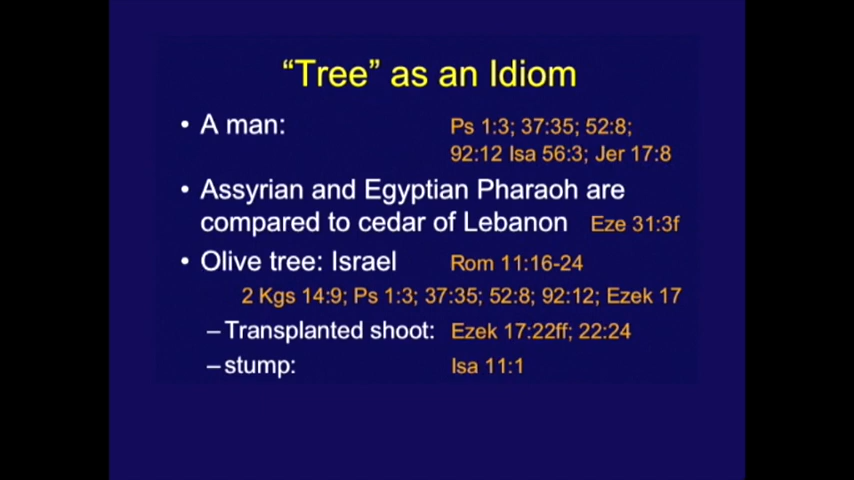 “Tree” as an Idiom
• A man: Ps 1:3; 37:35; 52:8;
92:12 Isa 56:3; Jer 17:8
• Assyrian and Egyptian Pharaoh are
compared to cedar of Lebanon Eze 31:3f
• Olive tree: Israel Rom 11:16-24
2 Kgs 14:9; Ps 1:3; 37:35; 52:8; 92:12; Ezek 17
–Transplanted shoot: Ezek 17:22ff; 22:24
–stump: Isa 11:1